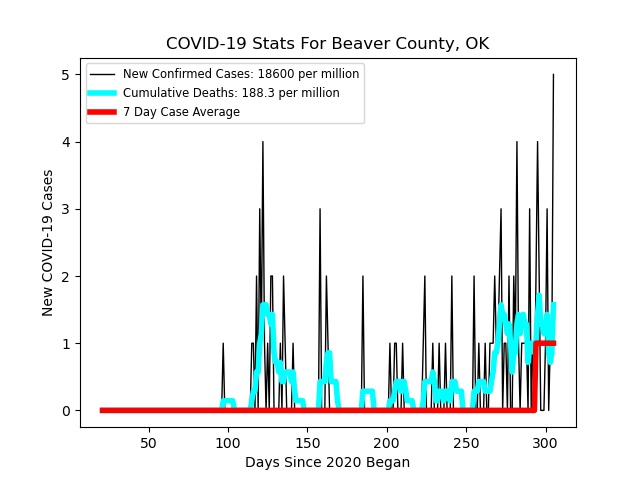 COVID-19 Stats For Beaver County, OK
New Confirmed Cases: 18600 per million
Cumulative Deaths: 188.3 per million
7 Day Case Average
New COVID-19 Cases
5
4
3
2
1
0
50 100 150 200 250 300
Days Since 2020 Began